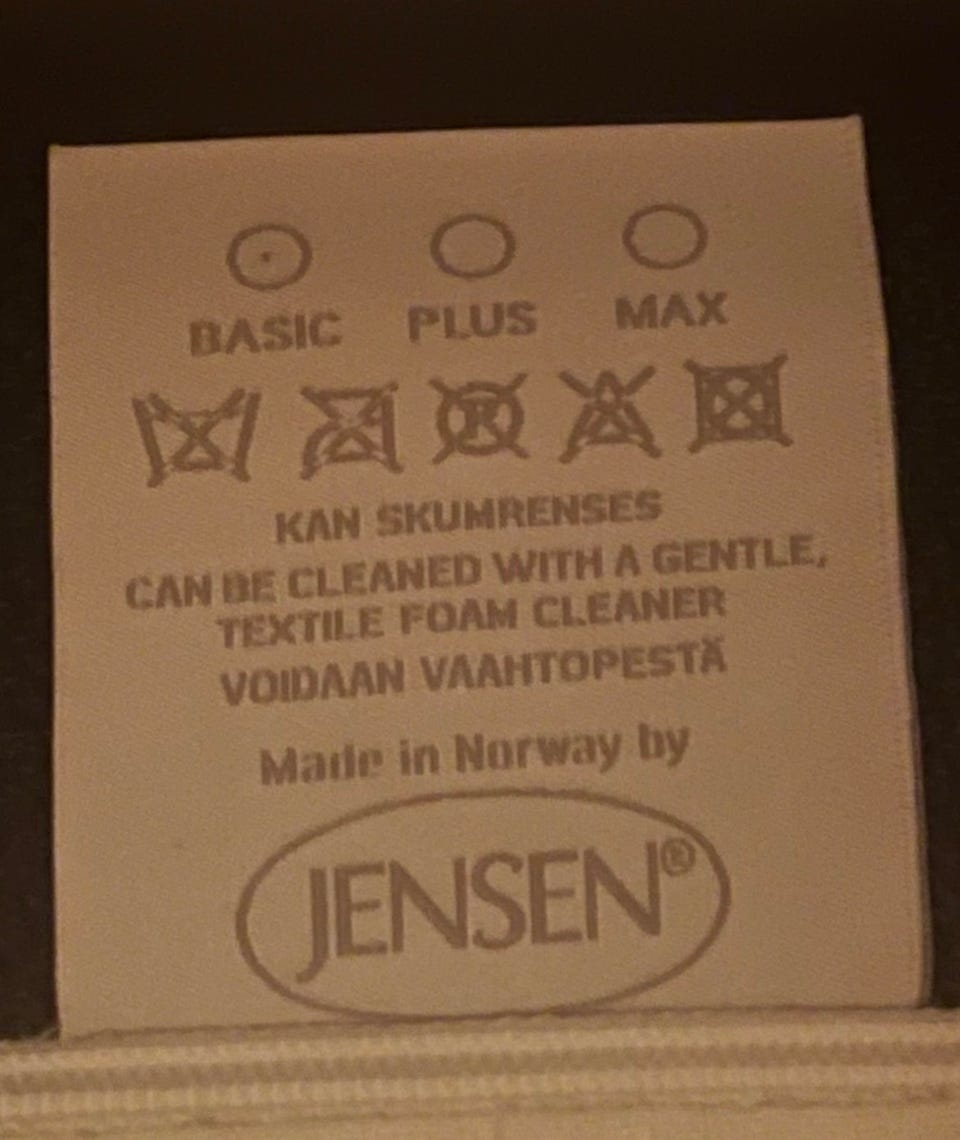 BASIC PLUS MAX
KAN SKUMRENSES
CAN BE CLEANED WITH A GENTLE,
TEXTILE FOAM CLEANER
VOIDAAN VAAHTOPESTÄ
Made in Norway by
JENSEN®